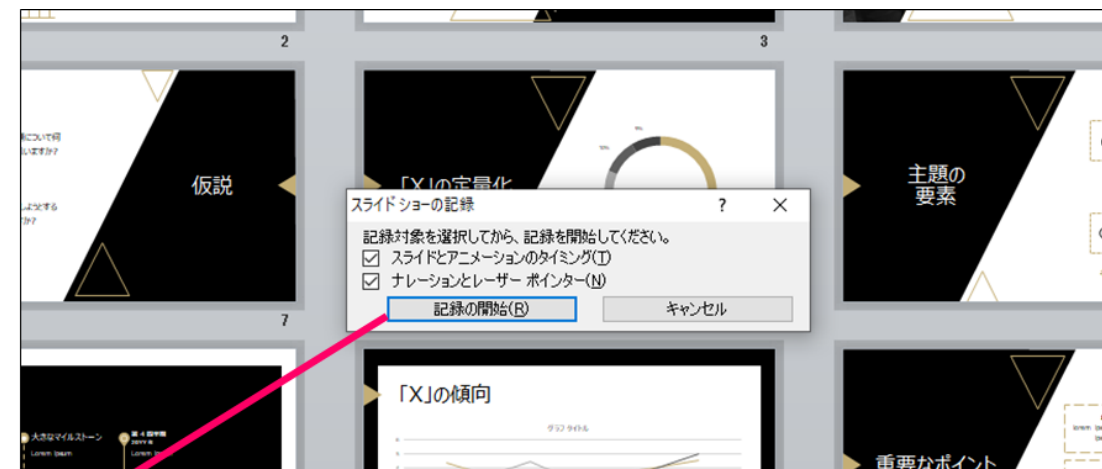 2
3
仮説
「X」の定量化
主題の
要素
スライド ショーの記録
?
記録対象を選択してから、記録を開始してください。
スライドとアニメーションのタイミング(T)
ナレーションとレーザー ポインター(N)
記録の開始(R)
キャンセル
7
「X」の傾向
グラフ タイトル
大きなマイルストーン
第 4 四半期
20YY 年
Lorem Ipsum
Lorem Ipsum
重要なポイント